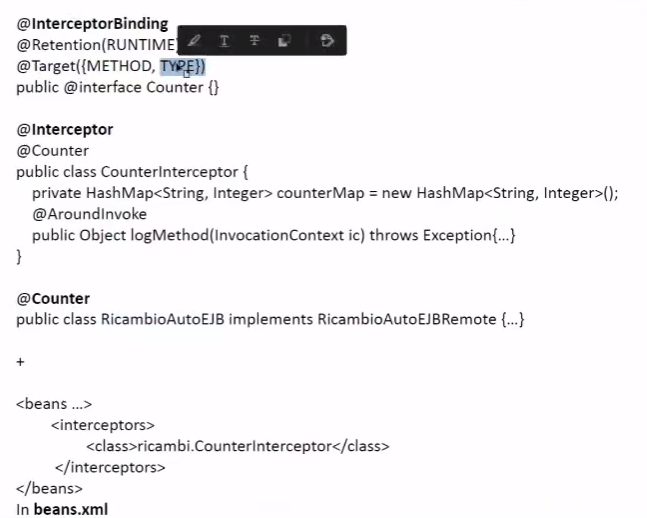 @InterceptorBinding
@Retention(RUNTIME)
@Target({METHOD, TYPE})
public @interface Counter {}
@Interceptor
@Counter
public class CounterInterceptor {
private HashMap<String, Integer> counterMap = new HashMap<String, Integer>();
@AroundInvoke
public Object logMethod(InvocationContext ic) throws Exception{...}
}
@Counter
public class RicambioAutoEJB implements RicambioAutoEJBRemote {...}
+
<beans ...>
<interceptors>
<class>ricambi.CounterInterceptor</class>
</interceptors>
</beans>
In beans.xml